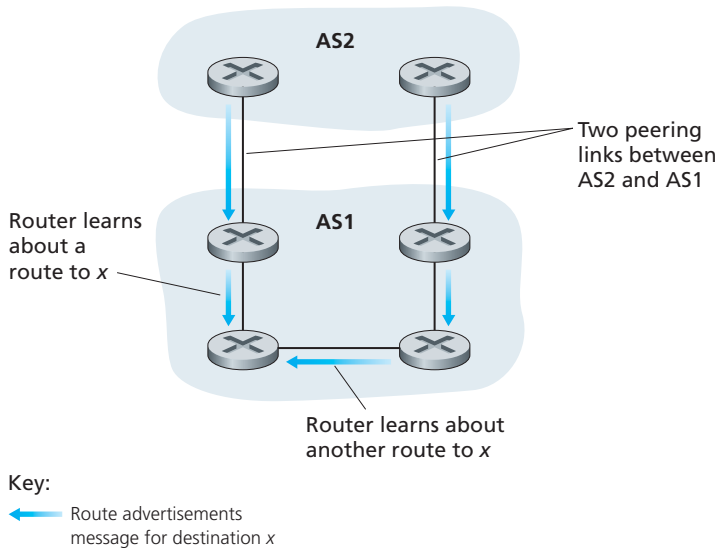 AS2
Two peering
links between
AS2 and AS1
Router learns
about a
route to x
AS1
Router learns about
another route to x
Key:
Route advertisements
message for destination x